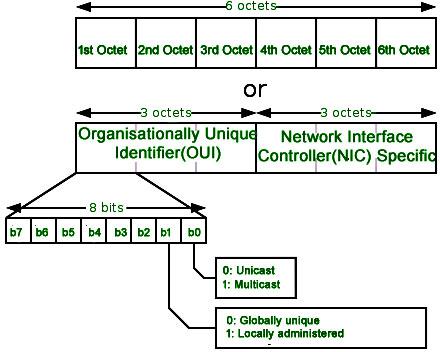 6 octets
1st Octet 2nd Octet 3rd Octet 4th Octet 5th Octet 6th Octet
or
3 octets 3 octets
Organisationally Unique
Identifier(OUI)
Network Interface
Controller(NIC) Specific
8 bits
b7 b6 b5 b4 b3 b2 b1 b0
0: Unicast
1: Multicast
0: Globally unique
1: Locally administered